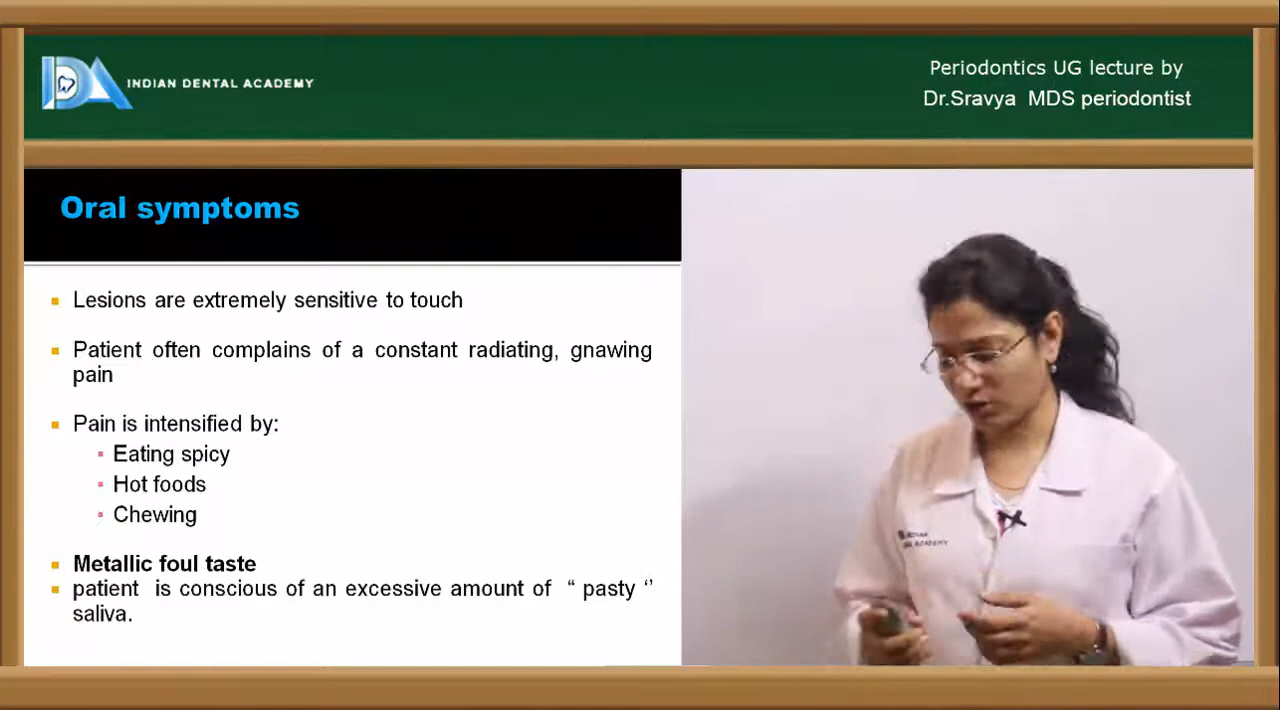 INDIAN DENTAL ACADEMY
Periodontics UG lecture by
Dr.Sravya MDS periodontist
Oral symptoms
Lesions are extremely sensitive to touch
Patient often complains of a constant radiating, gnawing
pain
Pain is intensified by:
Eating spicy
Hot foods
Chewing
Metallic foul taste
patient is conscious of an excessive amount of “ pasty ‘’
saliva.